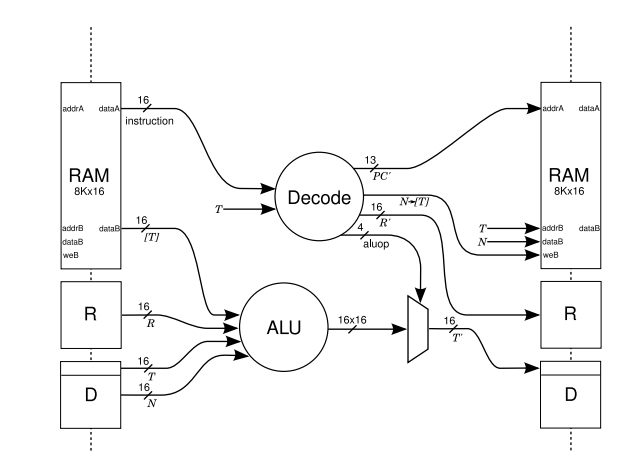 addrA dataA
16
instruction
RAM
8Kx16
addrB dataB
dataB
weB
16
[T]
T
Decode
13
PC′
N→[T]
16
R′
4
aluop
addrA dataA
RAM
8Kx16
T
N
addrB dataB
dataB
weB
R
16
R
ALU
16x16
16
T′
R
D
16
T
16
N
D